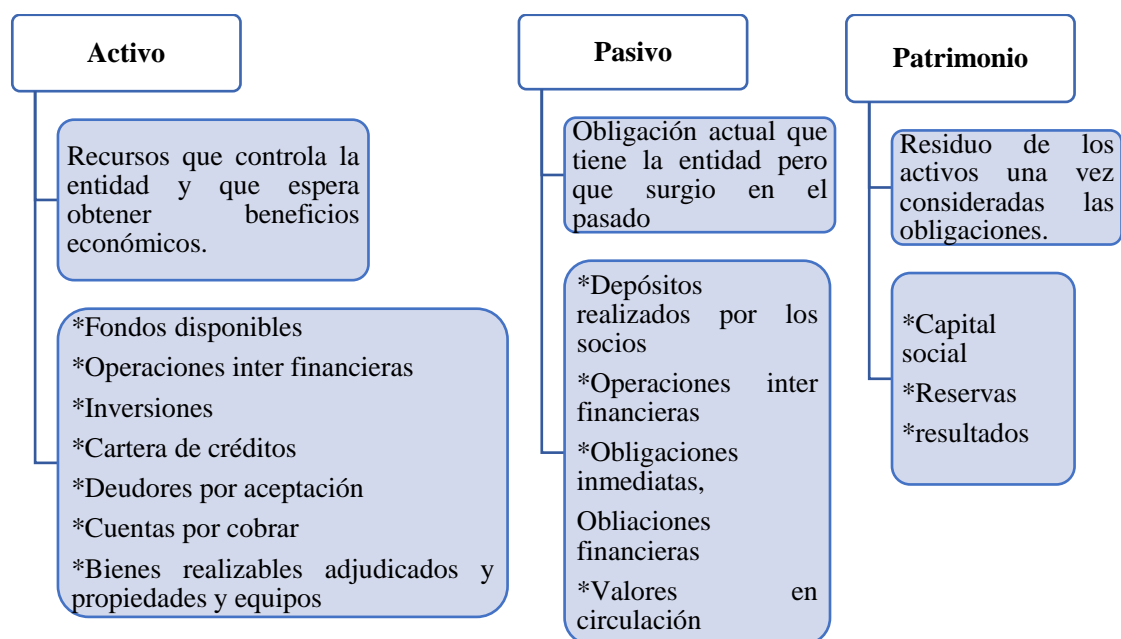 Activo
Recursos que controla la
entidad y que espera
obtener beneficios
económicos.
*Fondos disponibles
*Operaciones inter financieras
*Inversiones
*Cartera de créditos
*Deudores por aceptación
*Cuentas por cobrar
*Bienes realizables adjudicados y
propiedades y equipos
Pasivo
Obligación actual que
tiene la entidad pero
que surgio en el
pasado
*Depósitos
realizados por los
socios
*Operaciones inter
financieras
*Obligaciones
inmediatas,
Obliaciones
financieras
*Valores en
circulación
Patrimonio
Residuo de los
activos una vez
consideradas las
obligaciones.
*Capital
social
*Reservas
*resultados